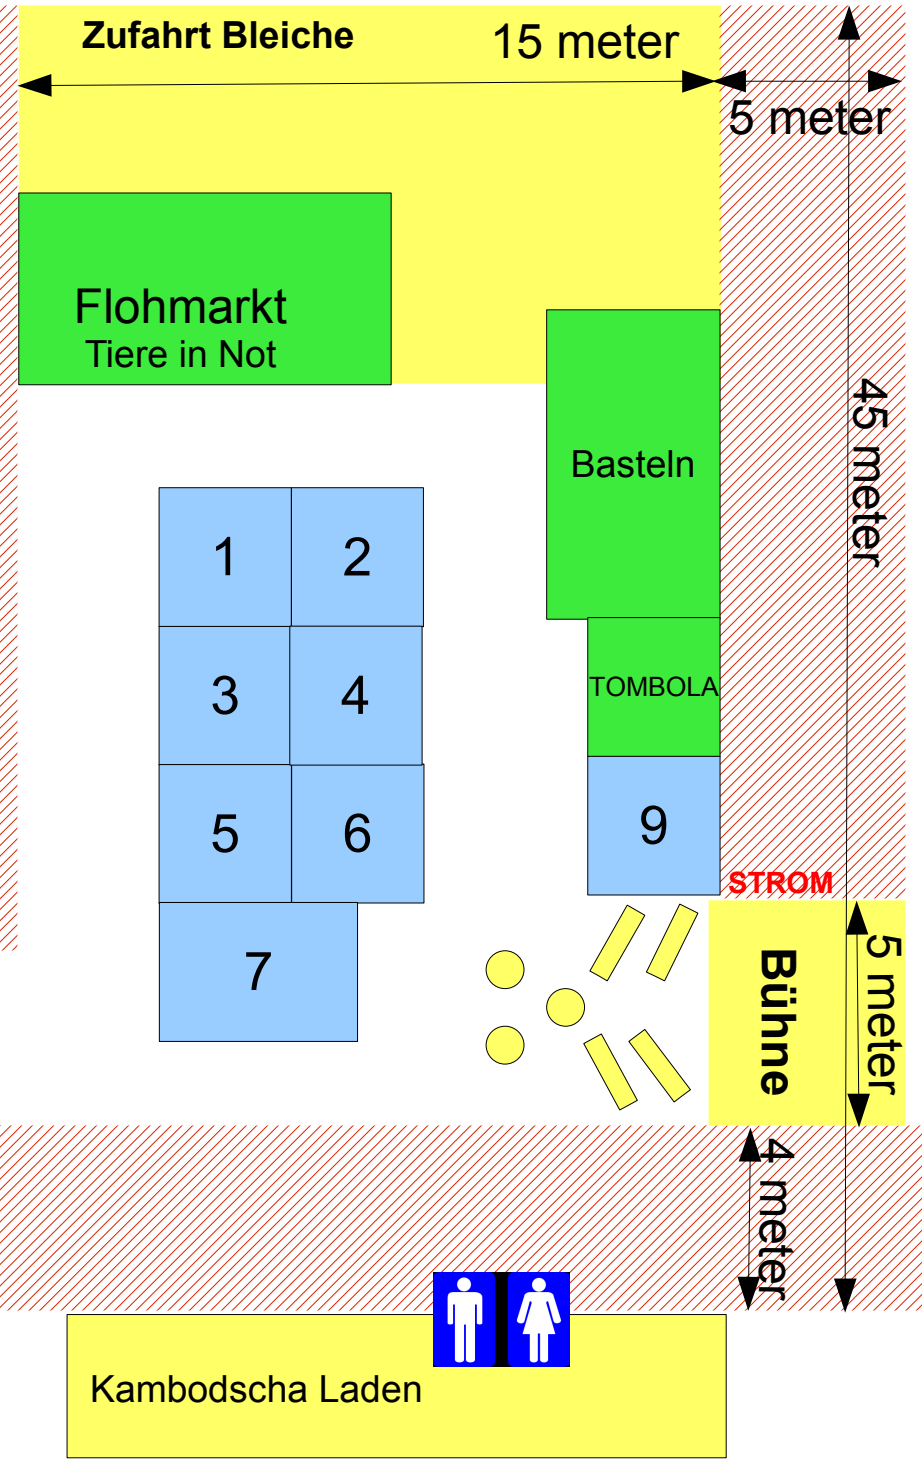 Zufahrt Bleiche
15 meter
5 meter
Flohmarkt
Tiere in Not
45 meter
Basteln
1
2
3
4
TOMBOLA
5
6
9
STROM
7
Bühne
5 meter
4 meter
Kambodscha Laden